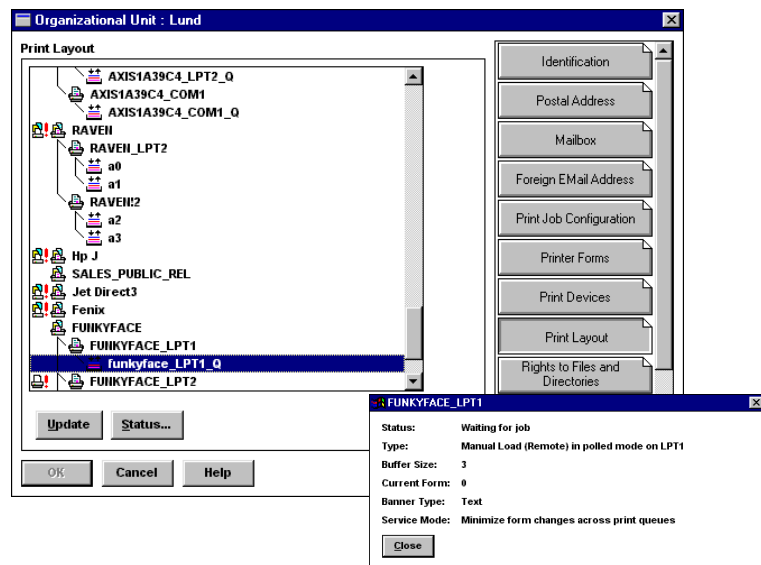 Organizational Unit : Lund
Print Layout
AXIS1A39C4_LPT2_Q
AXIS1A39C4_COM1
AXIS1A39C4_COM1_Q
RAVEN
RAVEN_LPT2
a0
a1
RAVEN!2
a2
a3
Hp J
SALES_PUBLIC_REL
Jet Direct3
Fenix
FUNKYFACE
FUNKYFACE_LPT1
funkyface_LPT1_Q
FUNKYFACE_LPT2
Update
Status...
OK
Cancel
Help
Identification
Postal Address
Mailbox
Foreign EMail Address
Print Job Configuration
Printer Forms
Print Devices
Print Layout
Rights to Files and
Directories
FUNKYFACE_LPT1
Status: Waiting for job
Type: Manual Load (Remote) in polled mode on LPT1
Buffer Size: 3
Current Form: 0
Banner Type: Text
Service Mode: Minimize form changes across print queues
Close